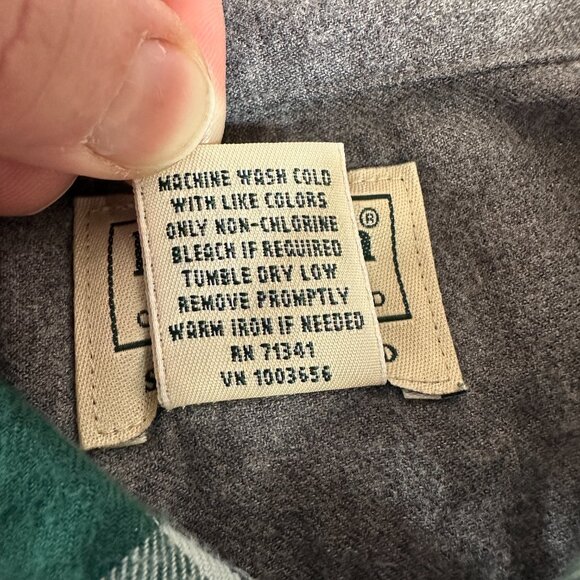 MACHINE WASH COLD
WITH LIKE COLORS
ONLY NON-CHLORINE
BLEACH IF REQUIRED
TUMBLE DRY LOW
REMOVE PROMPTLY
WARM IRON IF NEEDED
RN 71341
VN 1003656
®